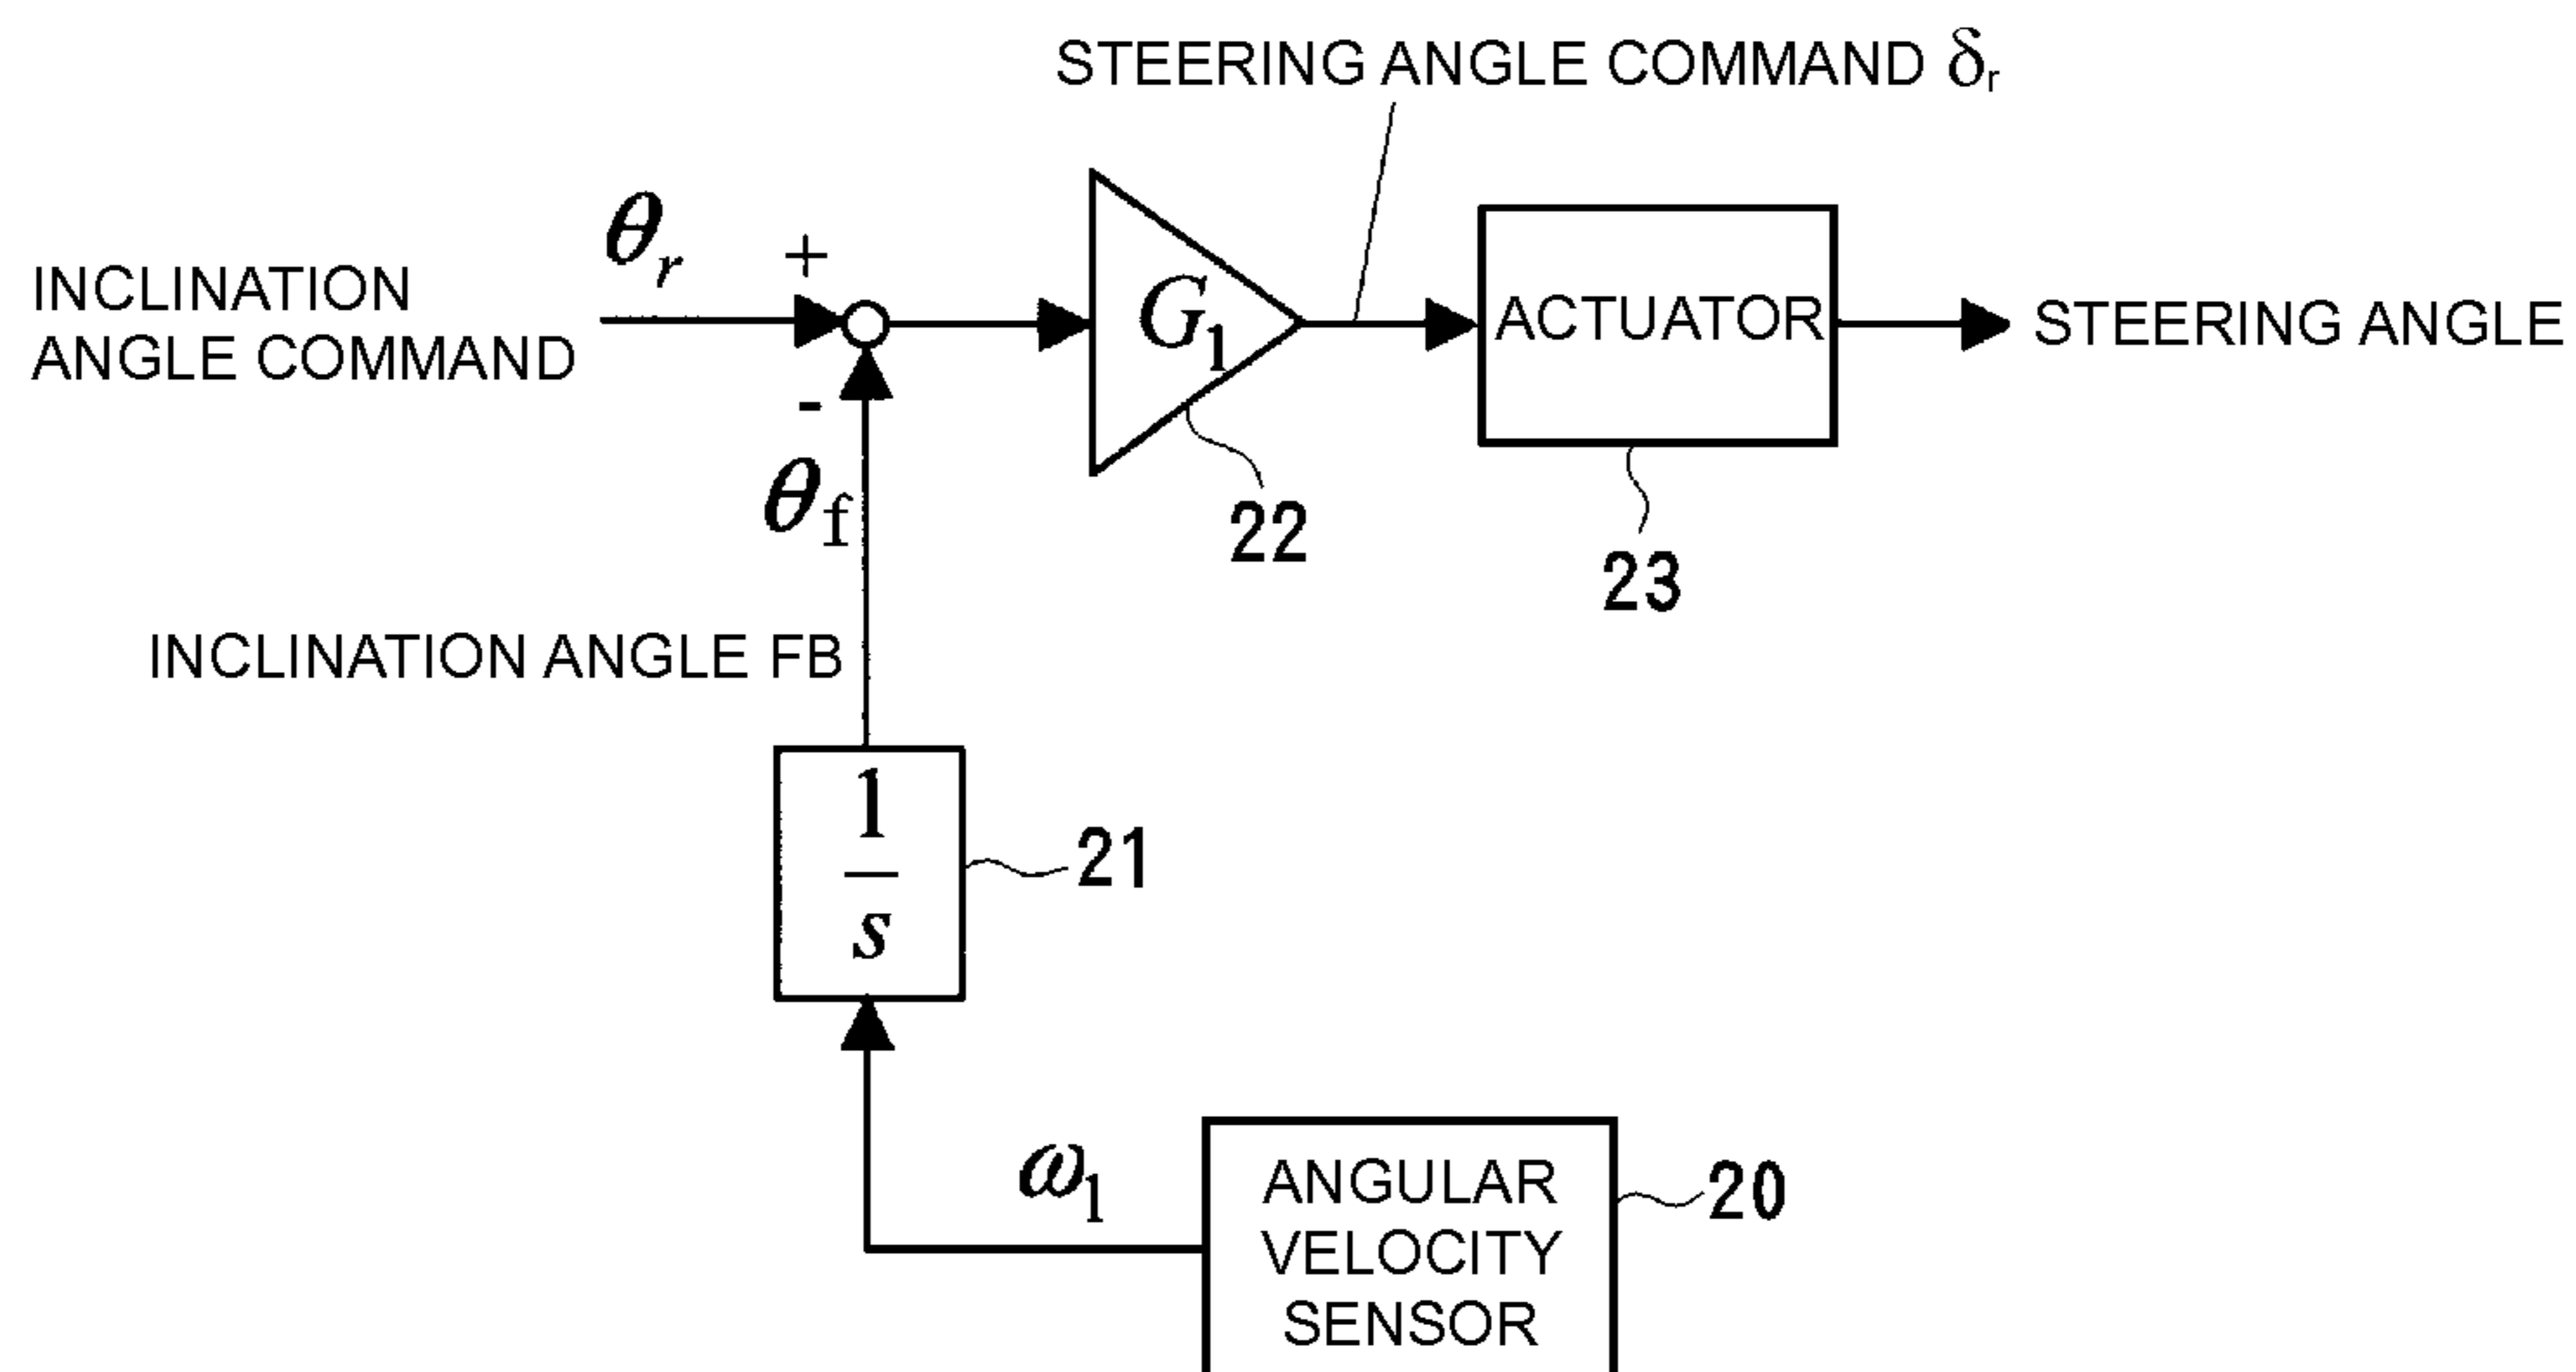 STEERING ANGLE COMMAND δr
θr
+
INCLINATION
ANGLE COMMAND
G1
ACTUATOR
STEERING ANGLE
-
θf
22
23
INCLINATION ANGLE FB
1
s
21
ω1
ANGULAR
VELOCITY
SENSOR
20